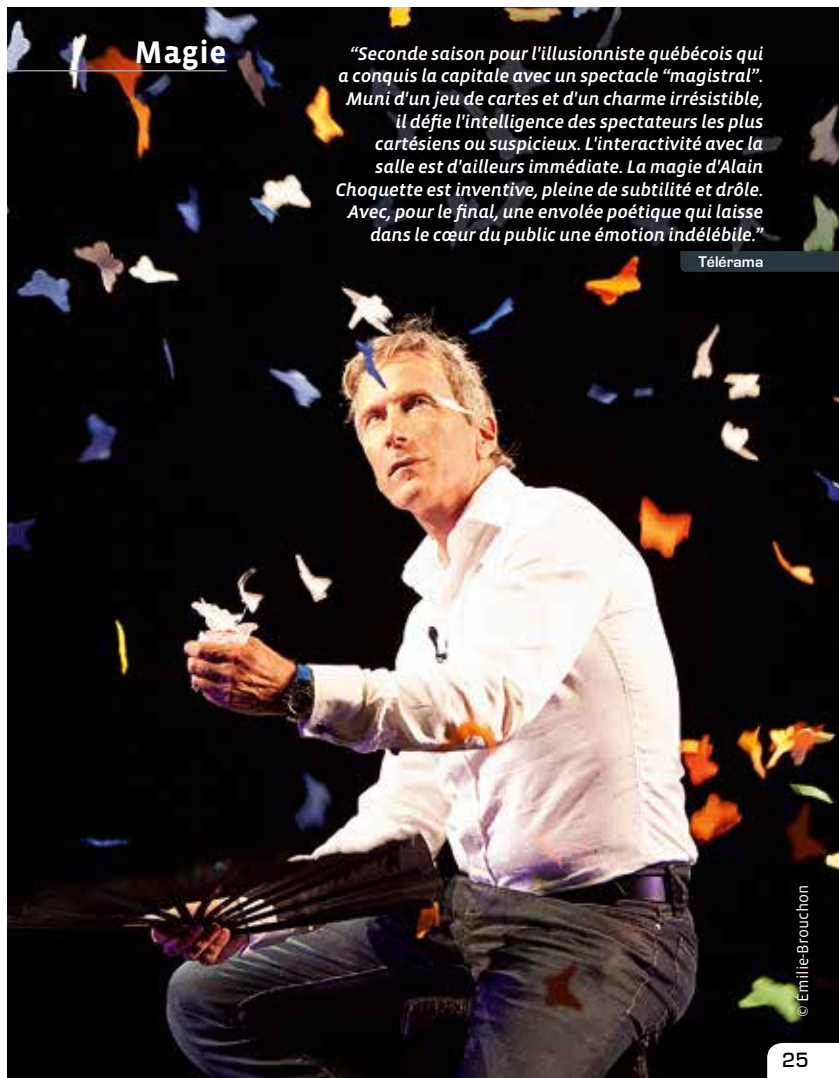 Magie
“Seconde saison pour l'illusionniste québécois qui
a conquis la capitale avec un spectacle “magistral”.
Muni d'un jeu de cartes et d'un charme irrésistible,
il défie l'intelligence des spectateurs les plus
cartésiens ou suspicieux. L'interactivité avec la
salle est d'ailleurs immédiate. La magie d'Alain
Choquette est inventive, pleine de subtilité et drôle.
Avec, pour le final, une envolée poétique qui laisse
dans le cœur du public une émotion indélébile.”
Télérama
© Émilie-Brouchon
25